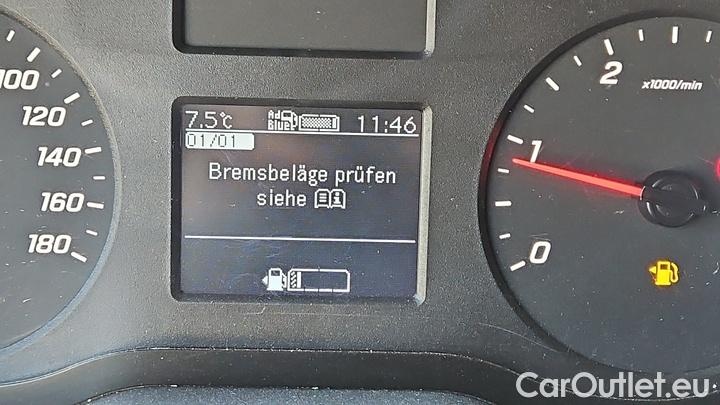 100
120
140
160
180
7.5°C
Ad
Blue
11:46
01/01
Bremsbeläge prüfen
siehe
2
x1000/min
1
0
CarOutlet.eu